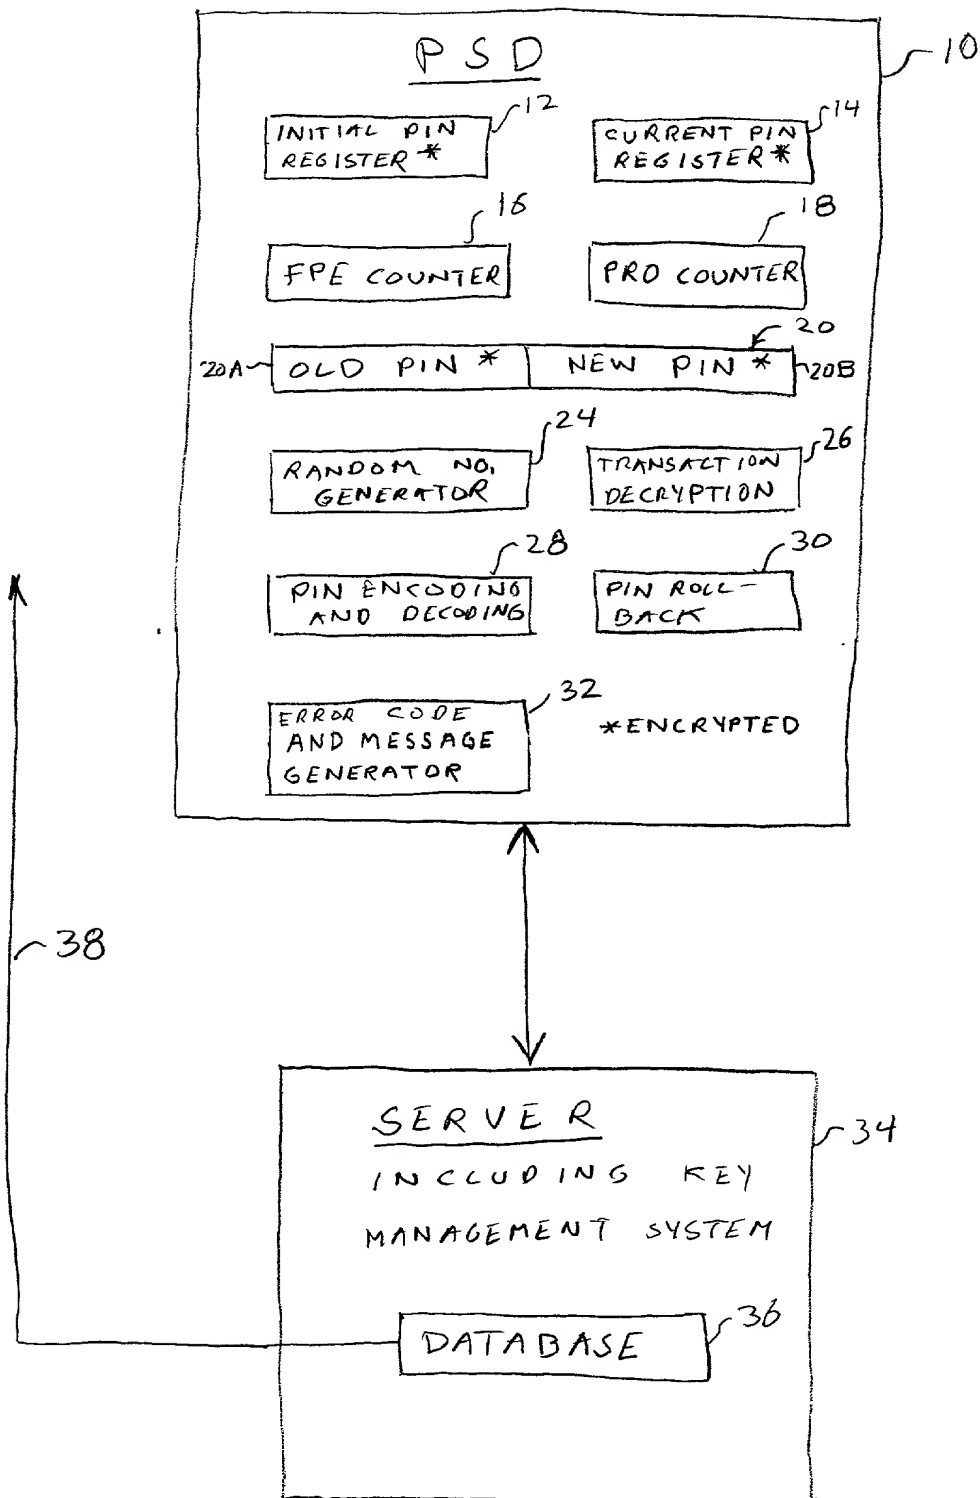 PSD
10
12
INITIAL PIN
REGISTER *
14
CURRENT PIN
REGISTER *
16
FPE COUNTER
18
PRO COUNTER
20
20A
OLD PIN *
NEW PIN *
20B
24
RANDOM NO.
GENERATOR
26
TRANSACTION
DECRYPTION
28
PIN ENCODING
AND DECODING
30
PIN ROLL-
BACK
32
ERROR CODE
AND MESSAGE
GENERATOR
*ENCRYPTED
38
SERVER
34
INCLUDING KEY
MANAGEMENT SYSTEM
36
DATABASE